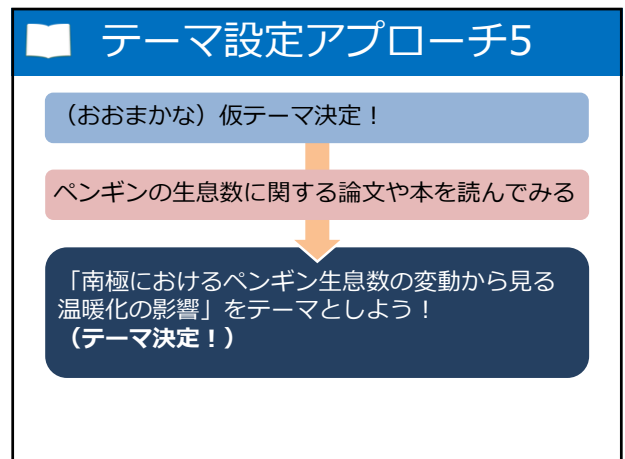 テーマ設定アプローチ5
（おおまかな）仮テーマ決定！
ペンギンの生息数に関する論文や本を読んでみる
「南極におけるペンギン生息数の変動から見る
温暖化の影響」をテーマとしよう！
（テーマ決定！）